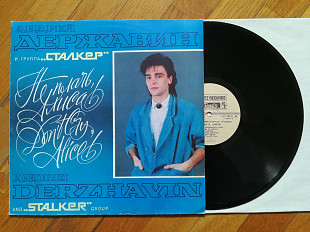 АНДРЕЙ
ДЕРЖАВИН
И ГРУППА „СТАЛКЕР"
Не плачь,
Алиса!
Don't Cry,
Alice!
ANDREI
DERZHAVIN
AND „STALKER" GROUP